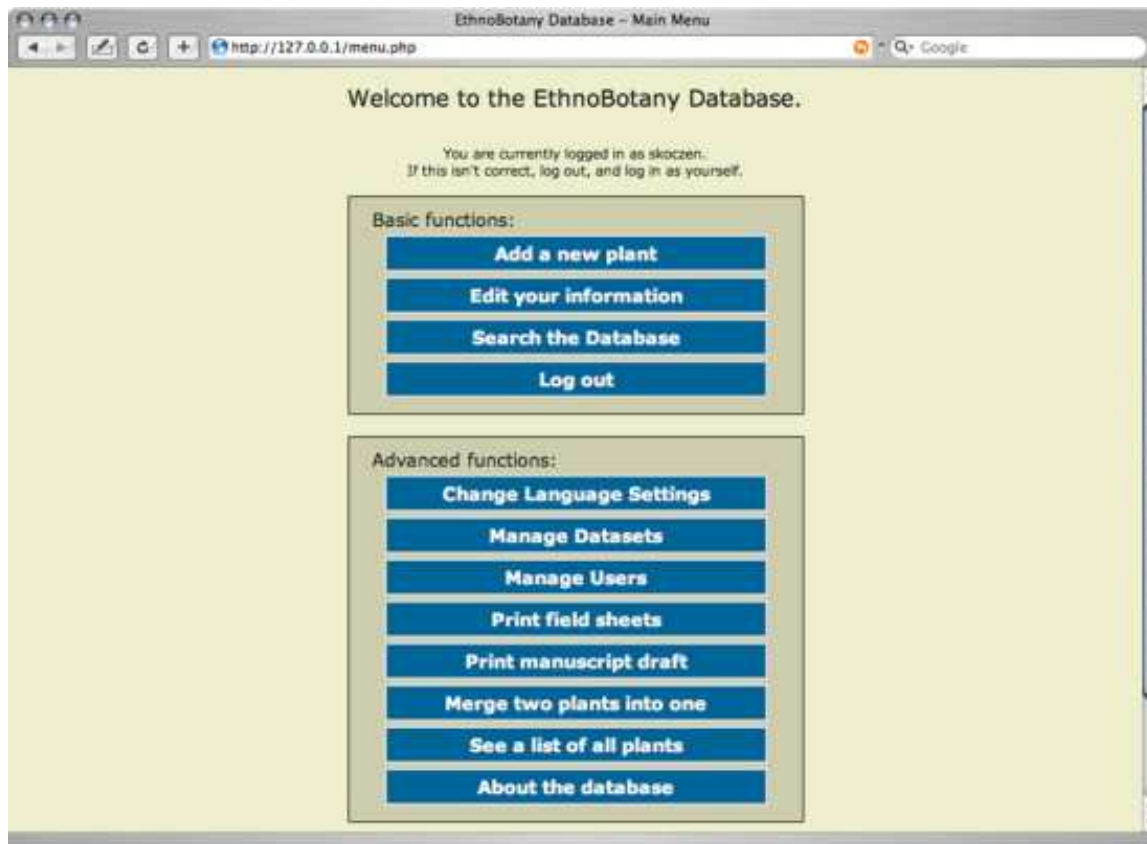 EthnoBotany Database – Main Menu
http://127.0.0.1/menu.php
Google
Welcome to the EthnoBotany Database.
You are currently logged in as skoczen.
If this isn't correct, log out, and log in as yourself.
Basic functions:
Add a new plant
Edit your information
Search the Database
Log out
Advanced functions:
Change Language Settings
Manage Datasets
Manage Users
Print field sheets
Print manuscript draft
Merge two plants into one
See a list of all plants
About the database